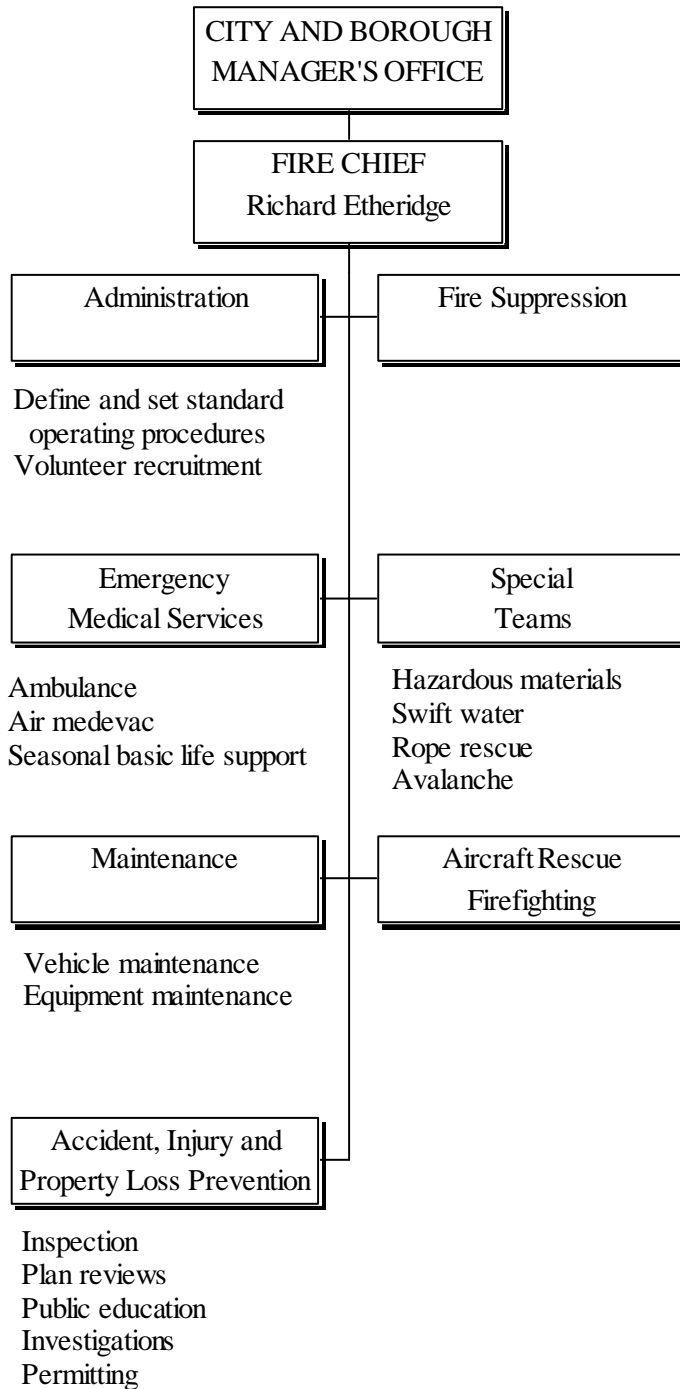 CITY AND BOROUGH
MANAGER'S OFFICE
FIRE CHIEF
Richard Etheridge
Administration
Define and set standard
operating procedures
Volunteer recruitment
Fire Suppression
Emergency
Medical Services
Ambulance
Air medevac
Seasonal basic life support
Special
Teams
Hazardous materials
Swift water
Rope rescue
Avalanche
Maintenance
Vehicle maintenance
Equipment maintenance
Aircraft Rescue
Firefighting
Accident, Injury and
Property Loss Prevention
Inspection
Plan reviews
Public education
Investigations
Permitting